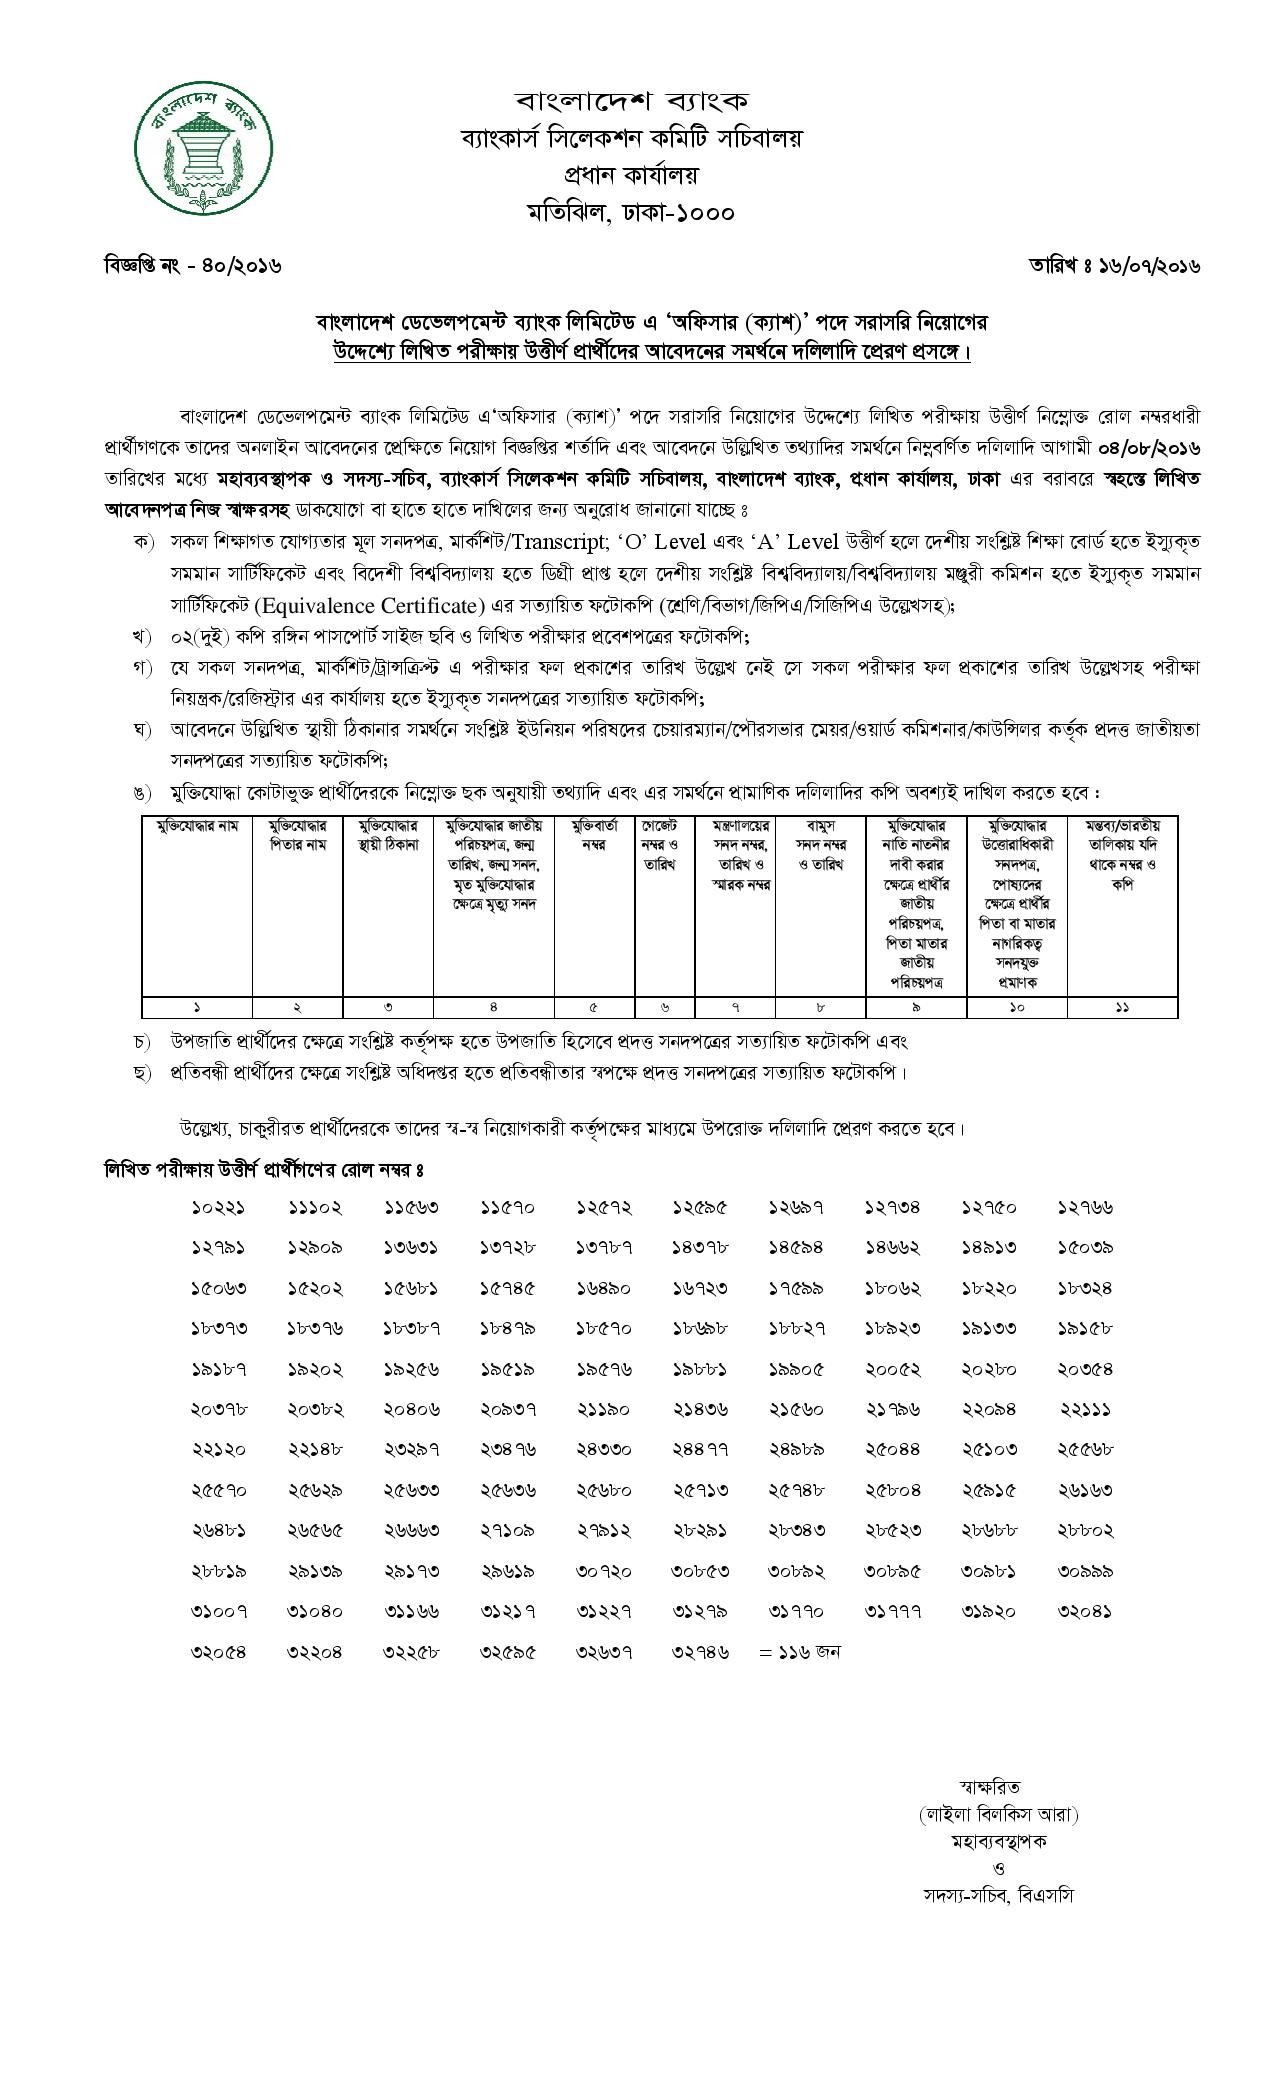 বাংলাদেশ ব্যাংক
বাংলাদেশ ব্যাংক
ব্যাংকার্স সিলেকশন কমিটি সচিবালয়
প্রধান কার্যালয়
মতিঝিল, ঢাকা-১০০০
বিজ্ঞপ্তি নং - ৪০/২০১৬ তারিখ ঃ ১৬/০৭/২০১৬
বাংলাদেশ ডেভেলপমেন্ট ব্যাংক লিমিটেড এ ‘অফিসার (ক্যাশ)’ পদে সরাসরি নিয়োগের
উদ্দেশ্যে লিখিত পরীক্ষায় উত্তীর্ণ প্রার্থীদের আবেদনের সমর্থনে দলিলাদি প্রেরণ প্রসঙ্গে।
বাংলাদেশ ডেভেলপমেন্ট ব্যাংক লিমিটেড এ‘অফিসার (ক্যাশ)’ পদে সরাসরি নিয়োগের উদ্দেশ্যে লিখিত পরীক্ষায় উত্তীর্ণ নিম্নোক্ত রোল নম্বরধারী
প্রার্থীগণকে তাদের অনলাইন আবেদনের প্রেক্ষিতে নিয়োগ বিজ্ঞপ্তির শর্তাদি এবং আবেদনে উল্লিখিত তথ্যাদির সমর্থনে নিম্নবর্ণিত দলিলাদি আগামী ০৪/০৮/২০১৬
তারিখের মধ্যে মহাব্যবস্থাপক ও সদস্য-সচিব, ব্যাংকার্স সিলেকশন কমিটি সচিবালয়, বাংলাদেশ ব্যাংক, প্রধান কার্যালয়, ঢাকা এর বরাবরে স্বহস্তে লিখিত
আবেদনপত্র নিজ স্বাক্ষরসহ ডাকযোগে বা হাতে হাতে দাখিলের জন্য অনুরোধ জানানো যাচ্ছে ঃ
ক) সকল শিক্ষাগত যোগ্যতার মূল সনদপত্র, মার্কশিট/Transcript; ‘O’ Level এবং ‘A’ Level উত্তীর্ণ হলে দেশীয় সংশ্লিষ্ট শিক্ষা বোর্ড হতে ইস্যুকৃত
সমমান সার্টিফিকেট এবং বিদেশী বিশ্ববিদ্যালয় হতে ডিগ্রী প্রাপ্ত হলে দেশীয় সংশ্লিষ্ট বিশ্ববিদ্যালয়/বিশ্ববিদ্যালয় মঞ্জুরী কমিশন হতে ইস্যুকৃত সমমান
সার্টিফিকেট (Equivalence Certificate) এর সত্যায়িত ফটোকপি (শ্রেণি/বিভাগ/জিপিএ/সিজিপিএ উল্লেখসহ);
খ) ০২(দুই) কপি রঙ্গিন পাসপোর্ট সাইজ ছবি ও লিখিত পরীক্ষার প্রবেশপত্রের ফটোকপি;
গ) যে সকল সনদপত্র, মার্কশিট/ট্রান্সক্রিপ্ট এ পরীক্ষার ফল প্রকাশের তারিখ উল্লেখ নেই সে সকল পরীক্ষার ফল প্রকাশের তারিখ উল্লেখসহ পরীক্ষা
নিয়ন্ত্রক/রেজিস্ট্রার এর কার্যালয় হতে ইস্যুকৃত সনদপত্রের সত্যায়িত ফটোকপি;
ঘ) আবেদনে উল্লিখিত স্থায়ী ঠিকানার সমর্থনে সংশ্লিষ্ট ইউনিয়ন পরিষদের চেয়ারম্যান/পৌরসভার মেয়র/ওয়ার্ড কমিশনার/কাউন্সিলর কর্তৃক প্রদত্ত জাতীয়তা
সনদপত্রের সত্যায়িত ফটোকপি;
ঙ) মুক্তিযোদ্ধা কোটাভুক্ত প্রার্থীদেরকে নিম্নোক্ত ছক অনুযায়ী তথ্যাদি এবং এর সমর্থনে প্রামাণিক দলিলাদির কপি অবশ্যই দাখিল করতে হবে :
মুক্তিযোদ্ধার নাম
মুক্তিযোদ্ধার
পিতার নাম
মুক্তিযোদ্ধার
স্থায়ী ঠিকানা
মুক্তিযোদ্ধার জাতীয়
পরিচয়পত্র, জন্ম
তারিখ, জন্ম সনদ,
মৃত মুক্তিযোদ্ধার
ক্ষেত্রে মৃত্যু সনদ
মুক্তিবার্তা
নম্বর
গেজেট
নম্বর ও
তারিখ
মন্ত্রণালয়ের
সনদ নম্বর,
তারিখ ও
স্মারক নম্বর
বামুস
সনদ নম্বর
ও তারিখ
মুক্তিযোদ্ধার
নাতি নাতনীর
দাবী করার
ক্ষেত্রে প্রার্থীর
জাতীয়
পরিচয়পত্র,
পিতা মাতার
জাতীয়
পরিচয়পত্র
মুক্তিযোদ্ধার
উত্তোরাধিকারী
সনদপত্র,
পোষ্যদের
ক্ষেত্রে প্রার্থীর
পিতা বা মাতার
নাগরিকত্ব
সনদযুক্ত
প্রমাণক
মন্তব্য/ভারতীয়
তালিকায় যদি
থাকে নম্বর ও
কপি
১ ২ ৩ ৪ ৫ ৬ ৭ ৮ ৯ ১০ ১১
চ) উপজাতি প্রার্থীদের ক্ষেত্রে সংশ্লিষ্ট কর্তৃপক্ষ হতে উপজাতি হিসেবে প্রদত্ত সনদপত্রের সত্যায়িত ফটোকপি এবং
ছ) প্রতিবন্ধী প্রার্থীদের ক্ষেত্রে সংশ্লিষ্ট অধিদপ্তর হতে প্রতিবন্ধীতার স্বপক্ষে প্রদত্ত সনদপত্রের সত্যায়িত ফটোকপি।
উল্লেখ্য, চাকুরীরত প্রার্থীদেরকে তাদের স্ব-স্ব নিয়োগকারী কর্তৃপক্ষের মাধ্যমে উপরোক্ত দলিলাদি প্রেরণ করতে হবে।
লিখিত পরীক্ষায় উত্তীর্ণ প্রার্থীগণের রোল নম্বর ঃ
১০২২১ ১১১০২ ১১৫৬৩ ১১৫৭০ ১২৫৭২ ১২৫৯৫ ১২৬৯৭ ১২৭৩৪ ১২৭৫০ ১২৭৬৬
১২৭৯১ ১২৯০৯ ১৩৬৩১ ১৩৭২৮ ১৩৭৮৭ ১৪৩৭৮ ১৪৫৯৪ ১৪৬৬২ ১৪৯১৩ ১৫০৩৯
১৫০৬৩ ১৫২০২ ১৫৬৮১ ১৫৭৪৫ ১৬৪৯০ ১৬৭২৩ ১৭৫৯৯ ১৮০৬২ ১৮২২০ ১৮৩২৪
১৮৩৭৩ ১৮৩৭৬ ১৮৩৮৭ ১৮৪৭৯ ১৮৫৭০ ১৮৬৯৮ ১৮৮২৭ ১৮৯২৩ ১৯১৩৩ ১৯১৫৮
১৯১৮৭ ১৯২০২ ১৯২৫৬ ১৯৫১৯ ১৯৫৭৬ ১৯৮৮১ ১৯৯০৫ ২০০৫২ ২০২৮০ ২০৩৫৪
২০৩৭৮ ২০৩৮২ ২০৪০৬ ২০৯৩৭ ২১১৯০ ২১৪৩৬ ২১৫৬০ ২১৭৯৬ ২২০৯৪ ২২১১১
২২১২০ ২২১৪৮ ২৩২৯৭ ২৩৪৭৬ ২৪৩৩০ ২৪৪৭৭ ২৪৯৮৯ ২৫০৪৪ ২৫১০৩ ২৫৫৬৮
২৫৫৭০ ২৫৬২৯ ২৫৬৩৩ ২৫৬৩৬ ২৫৬৮০ ২৫৭১৩ ২৫৭৪৮ ২৫৮০৪ ২৫৯১৫ ২৬১৬৩
২৬৪৮১ ২৬৫৬৫ ২৬৬৬৩ ২৭১০৯ ২৭৯১২ ২৮২৯১ ২৮৩৪৩ ২৮৫২৩ ২৮৬৮৮ ২৮৮০২
২৮৮১৯ ২৯১৩৯ ২৯১৭৩ ২৯৬১৯ ৩০৭২০ ৩০৮৫৩ ৩০৮৯২ ৩০৮৯৫ ৩০৯৮১ ৩০৯৯৯
৩১০০৭ ৩১০৪০ ৩১১৬৬ ৩১২১৭ ৩১২২৭ ৩১২৭৯ ৩১৭৭০ ৩১৭৭৭ ৩১৯২০ ৩২০৪১
৩২০৫৪ ৩২২০৪ ৩২২৫৮ ৩২৫৯৫ ৩২৬৩৭ ৩২৭৪৬ = ১১৬ জন
স্বাক্ষরিত
(লাইলা বিলকিস আরা)
মহাব্যবস্থাপক
ও
সদস্য-সচিব, বিএসসি